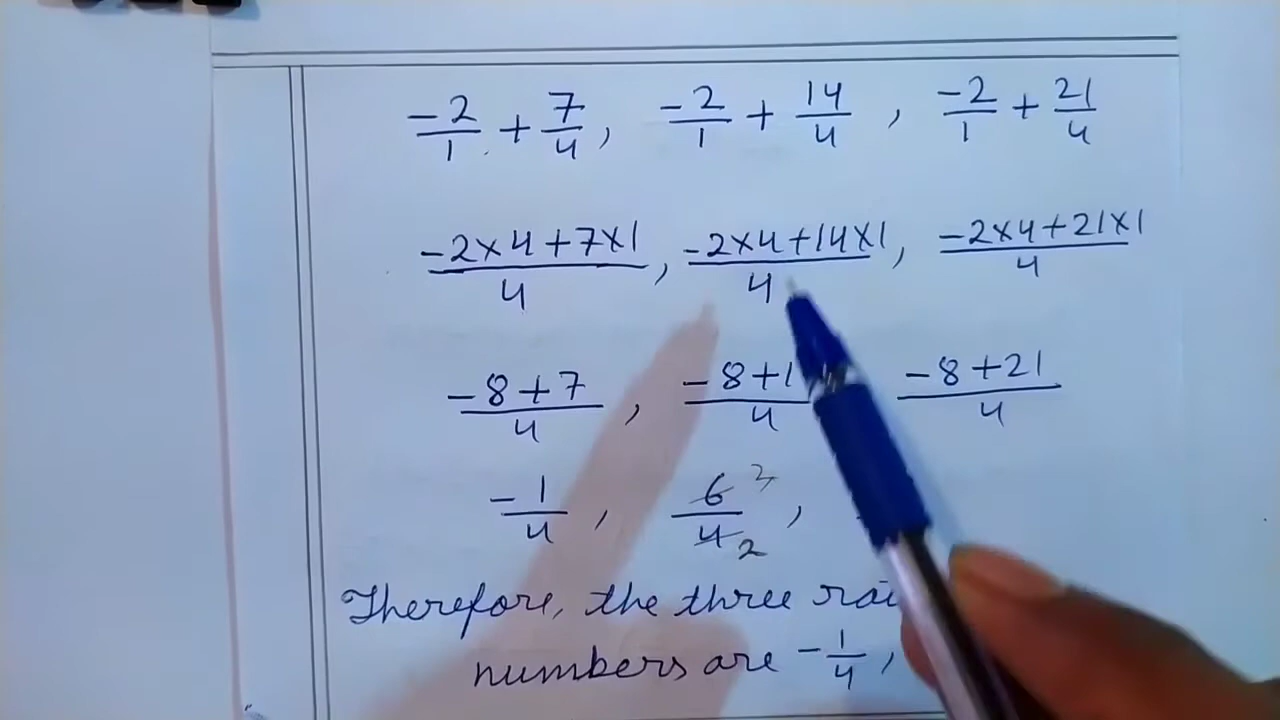 -2/1 + 7/4, -2/1 + 14/4, -2/1 + 21/4
-2×4+7×1/4, -2×4+14×1/4, -2×4+21×1/4
-8+7/4, -8+1 /4, -8+21/4
-1/4, 6 3/4 2,
Therefore, the three
numbers are -1/4,